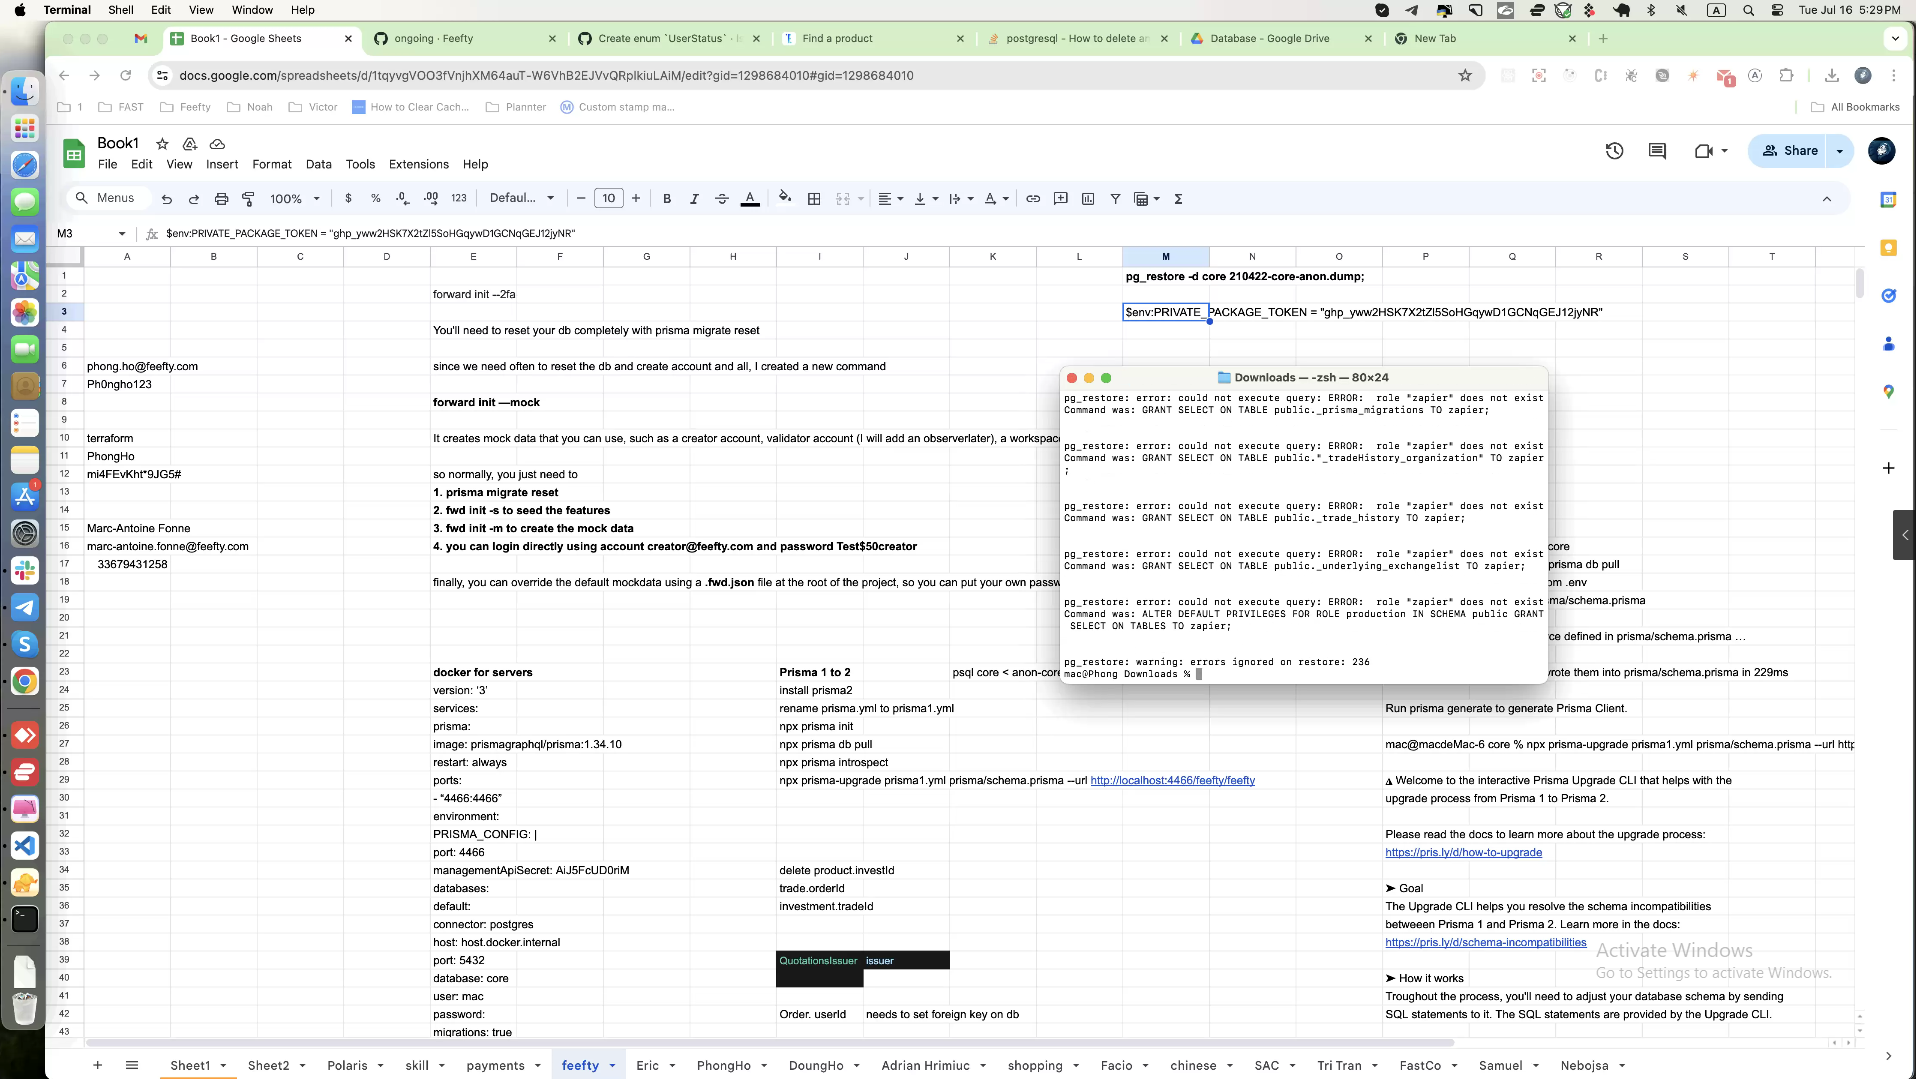 Terminal Shell Edit View Window Help
Tue Jul 16 5:29 PM
Book1 - Google Sheets
ongoing · Feefty
Create enum `UserStatus` ·
Find a product
postgresql - How to delete an
Database - Google Drive
New Tab
docs.google.com/spreadsheets/d/1tqyvgVOO3fVnjhXM64auT-W6VhB2EJVvQRplkiuLAiM/edit?gid=1298684010#gid=1298684010
1 FAST Feefty Noah Victor How to Clear Cach... Plannter Custom stamp ma...
All Bookmarks
Book1
File Edit View Insert Format Data Tools Extensions Help
Share
Menus 100% $ % .0 .00 123 Defaul... 10 B I A
M3 $env:PRIVATE_PACKAGE_TOKEN = "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"
A B C D E F G H I J K L M N O P Q R S T
1 pg_restore -d core 210422-core-anon.dump;
2 forward init --2fa
3 $env:PRIVATE_PACKAGE_TOKEN = "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"
4 You'll need to reset your db completely with prisma migrate reset
5
6 phong.ho@feefty.com since we need often to reset the db and create account and all, I created a new command
7 Ph0ngho123
8 forward init —mock
9
10 terraform It creates mock data that you can use, such as a creator account, validator account (I will add an observerlater), a workspace
11 PhongHo
12 mi4FEvKht*9JG5# so normally, you just need to
13 1. prisma migrate reset
14 2. fwd init -s to seed the features
15 Marc-Antoine Fonne 3. fwd init -m to create the mock data
16 marc-antoine.fonne@feefty.com 4. you can login directly using account creator@feefty.com and password Test$50creator core
17 33679431258 prisma db pull
18 finally, you can override the default mockdata using a .fwd.json file at the root of the project, so you can put your own passw om .env
19 ma/schema.prisma
20
21 ce defined in prisma/schema.prisma …
22
23 docker for servers Prisma 1 to 2 psql core < anon-core wrote them into prisma/schema.prisma in 229ms
24 version: '3' install prisma2
25 services: rename prisma.yml to prisma1.yml Run prisma generate to generate Prisma Client.
26 prisma: npx prisma init
27 image: prismagraphql/prisma:1.34.10 npx prisma db pull mac@macdeMac-6 core % npx prisma-upgrade prisma1.yml prisma/schema.prisma --url http
28 restart: always npx prisma introspect
29 ports: npx prisma-upgrade prisma1.yml prisma/schema.prisma --url http://localhost:4466/feefty/feefty Welcome to the interactive Prisma Upgrade CLI that helps with the
30 - “4466:4466” upgrade process from Prisma 1 to Prisma 2.
31 environment:
32 PRISMA_CONFIG: | Please read the docs to learn more about the upgrade process:
33 port: 4466 https://pris.ly/d/how-to-upgrade
34 managementApiSecret: AiJ5FcUD0riM delete product.investId
35 databases: trade.orderId ➤ Goal
36 default: investment.tradeId The Upgrade CLI helps you resolve the schema incompatibilities
37 connector: postgres betweeen Prisma 1 and Prisma 2. Learn more in the docs:
38 host: host.docker.internal https://pris.ly/d/schema-incompatibilities
39 port: 5432 QuotationsIssuer issuer
40 database: core ➤ How it works
41 user: mac Troughout the process, you'll need to adjust your database schema by sending
42 password: Order. userId needs to set foreign key on db SQL statements to it. The SQL statements are provided by the Upgrade CLI.
43 migrations: true
Downloads — -zsh — 80×24
pg_restore: error: could not execute query: ERROR:  role "zapier" does not exist
Command was: GRANT SELECT ON TABLE public._prisma_migrations TO zapier;
pg_restore: error: could not execute query: ERROR:  role "zapier" does not exist
Command was: GRANT SELECT ON TABLE public."_tradeHistory_organization" TO zapier
;
pg_restore: error: could not execute query: ERROR:  role "zapier" does not exist
Command was: GRANT SELECT ON TABLE public._trade_history TO zapier;
pg_restore: error: could not execute query: ERROR:  role "zapier" does not exist
Command was: GRANT SELECT ON TABLE public._underlying_exchangelist TO zapier;
pg_restore: error: could not execute query: ERROR:  role "zapier" does not exist
Command was: ALTER DEFAULT PRIVILEGES FOR ROLE production IN SCHEMA public GRANT
SELECT ON TABLES TO zapier;
pg_restore: warning: errors ignored on restore: 236
mac@Phong Downloads %
Activate Windows
Go to Settings to activate Windows.
Sheet1 Sheet2 Polaris skill payments feefty Eric PhongHo DoungHo Adrian Hrimiuc shopping Facio chinese SAC Tri Tran FastCo Samuel Nebojsa